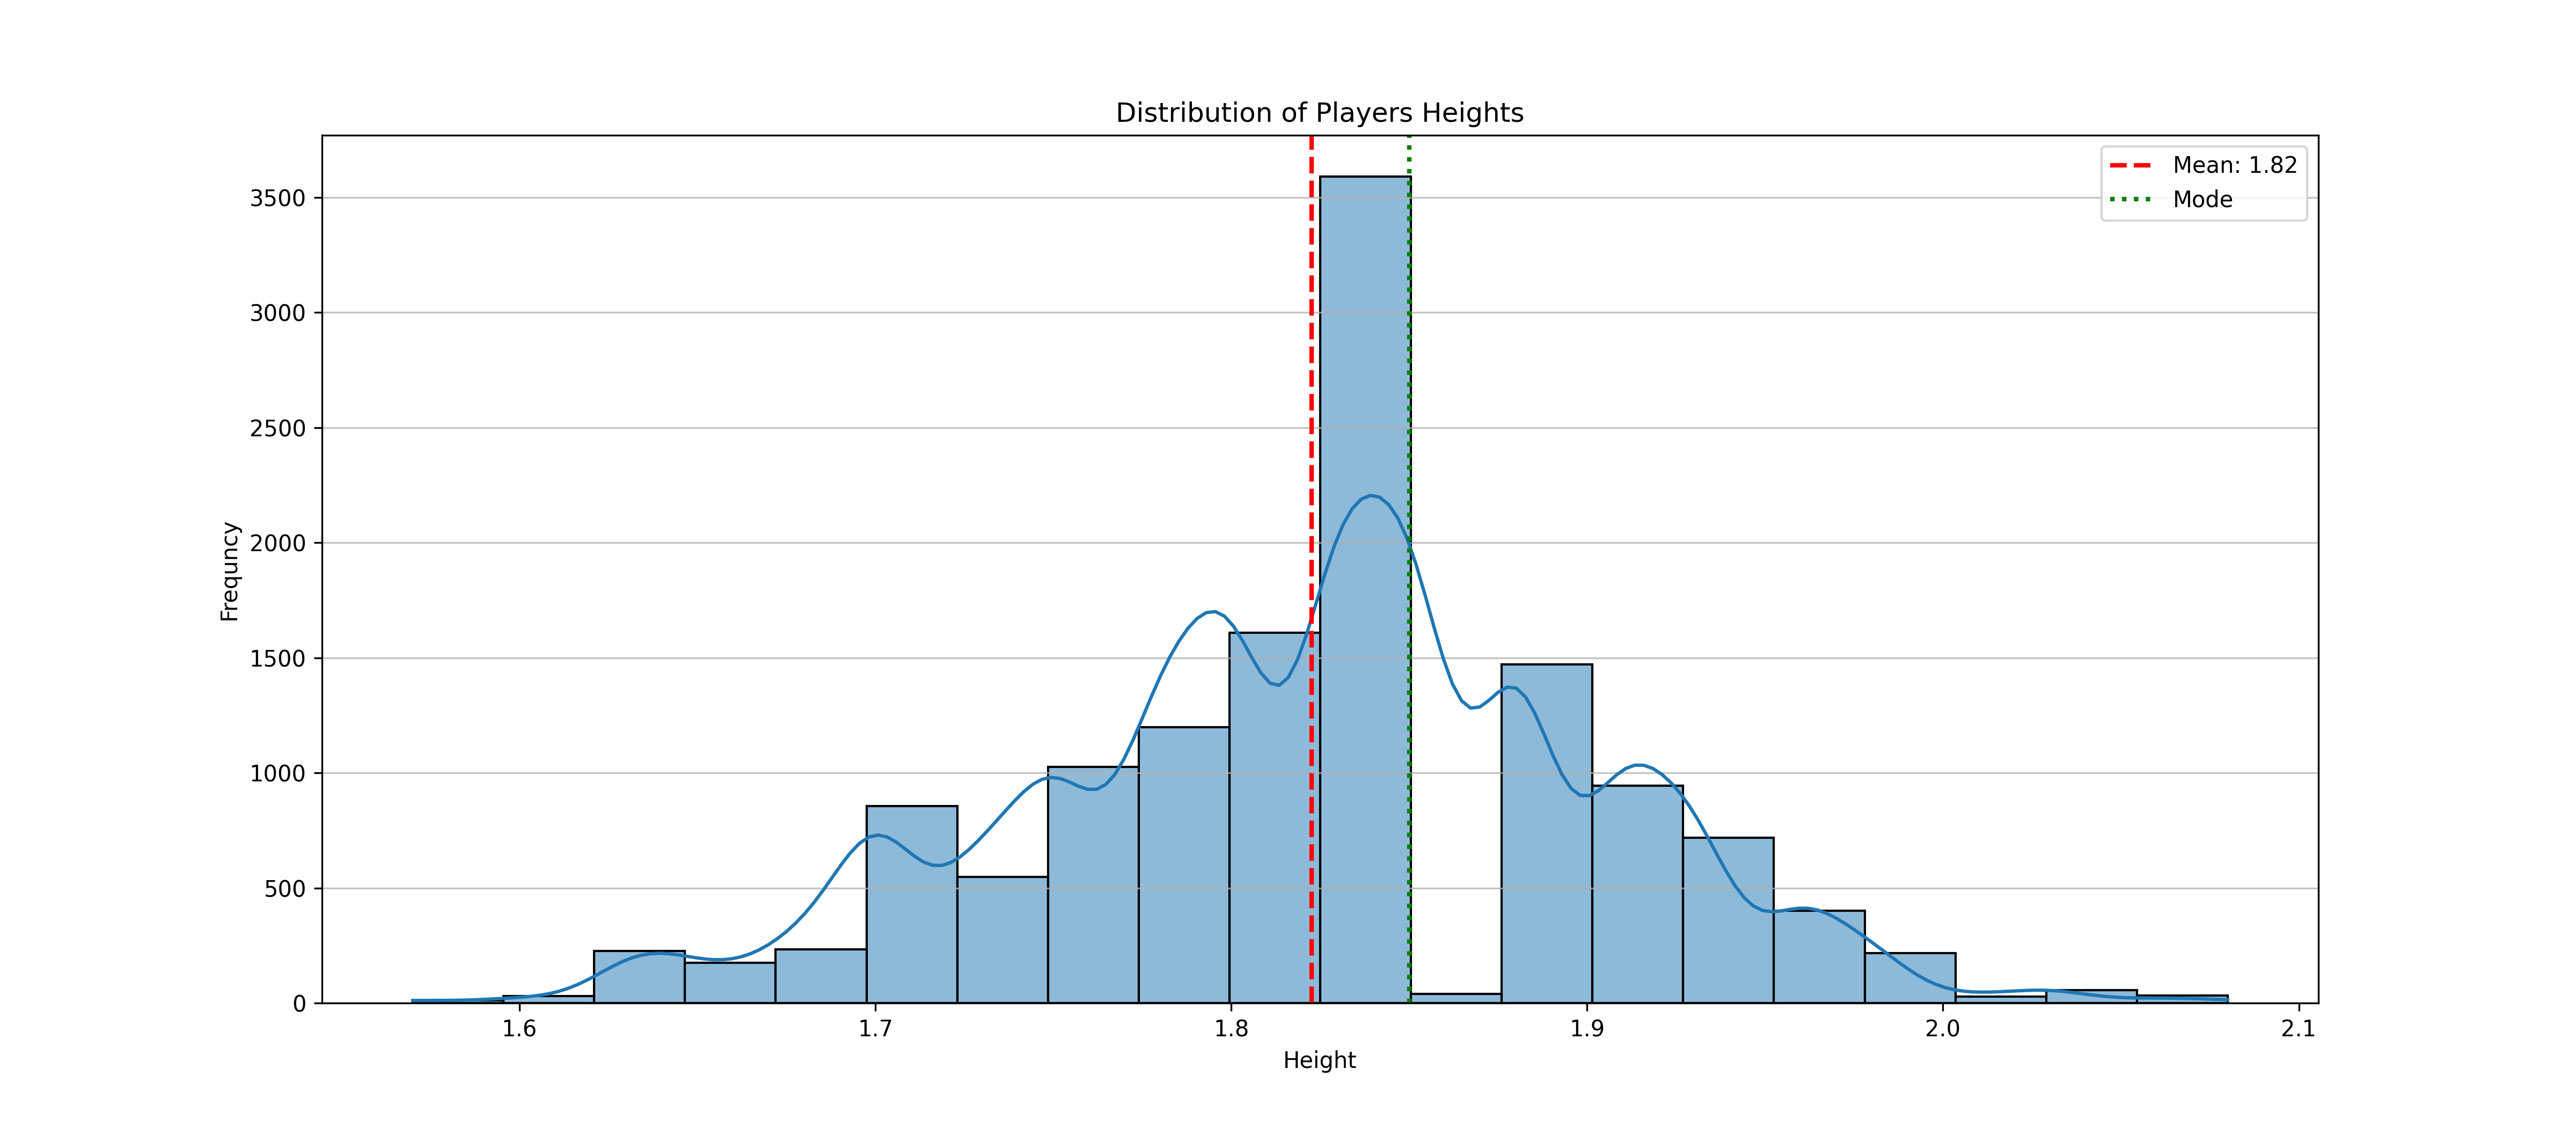 Distribution of Players Heights
Mean: 1.82
Mode
3500
3000
2500
2000
1500
1000
500
0
Frequncy
1.6 1.7 1.8 1.9 2.0 2.1
Height